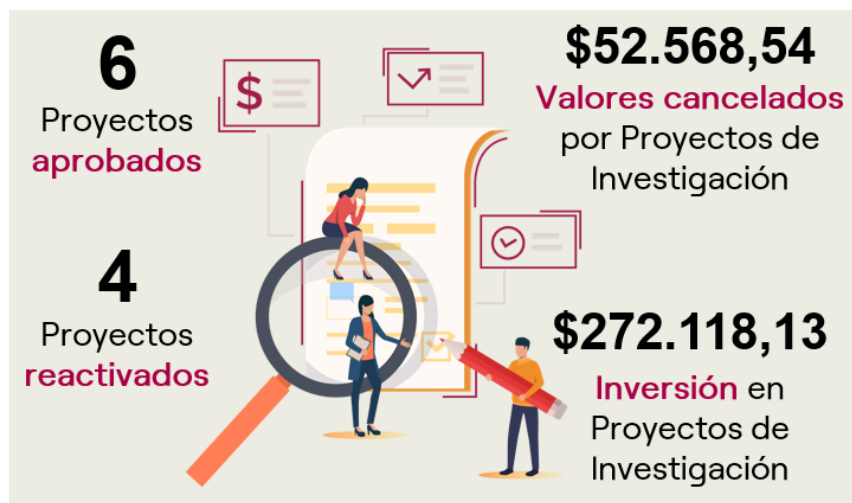 6
Proyectos
aprobados
$
4
Proyectos
reactivados
$52.568,54
Valores cancelados
por Proyectos de
Investigación
$272.118,13
Inversión en
Proyectos de
Investigación